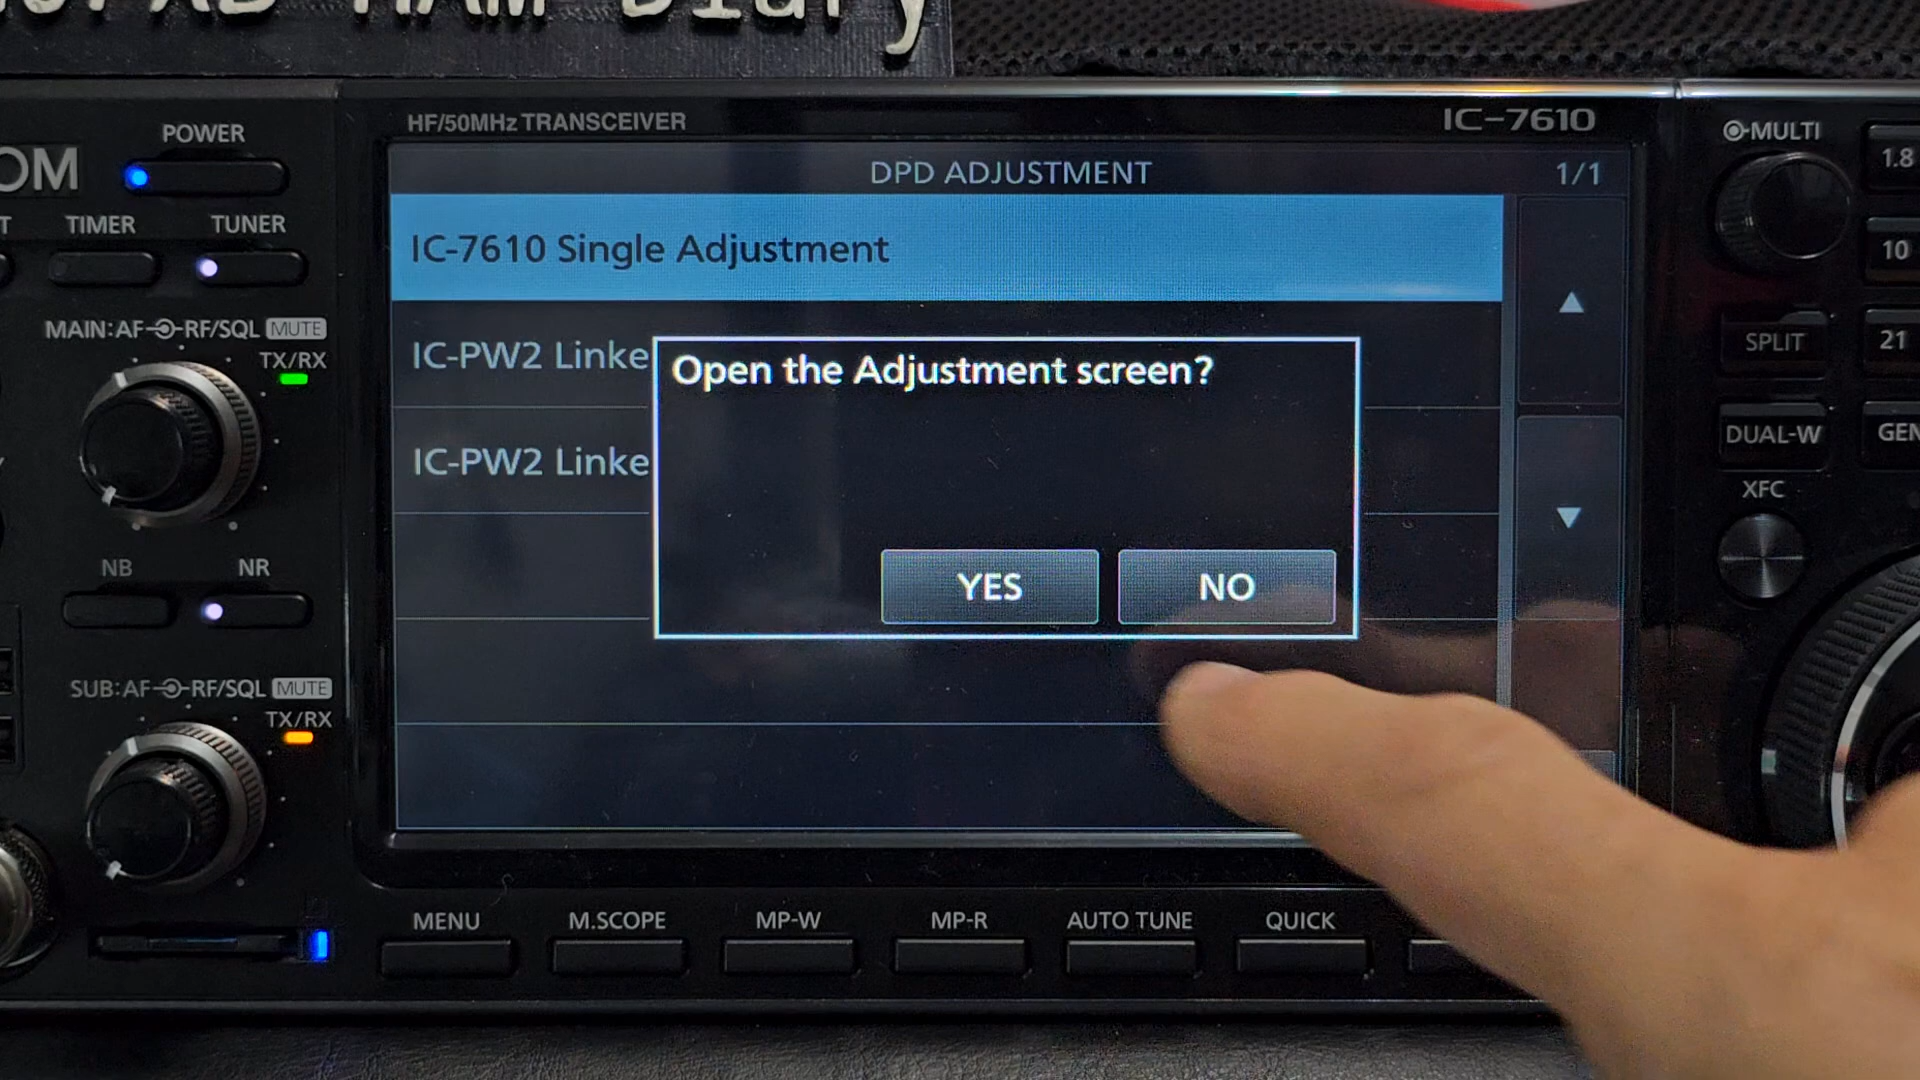 HAM Diary
HF/50MHz TRANSCEIVER
IC-7610
POWER
OM
TIMER
TUNER
MAIN:AF
RF/SQL
MUTE
TX/RX
NB
NR
SUB:AF
RF/SQL
MUTE
TX/RX
DPD ADJUSTMENT
1/1
IC-7610 Single Adjustment
IC-PW2 Linke
IC-PW2 Linke
Open the Adjustment screen?
YES
NO
▲
▼
MULTI
1.8
10
SPLIT
21
DUAL-W
GEN
XFC
MENU
M.SCOPE
MP-W
MP-R
AUTO TUNE
QUICK